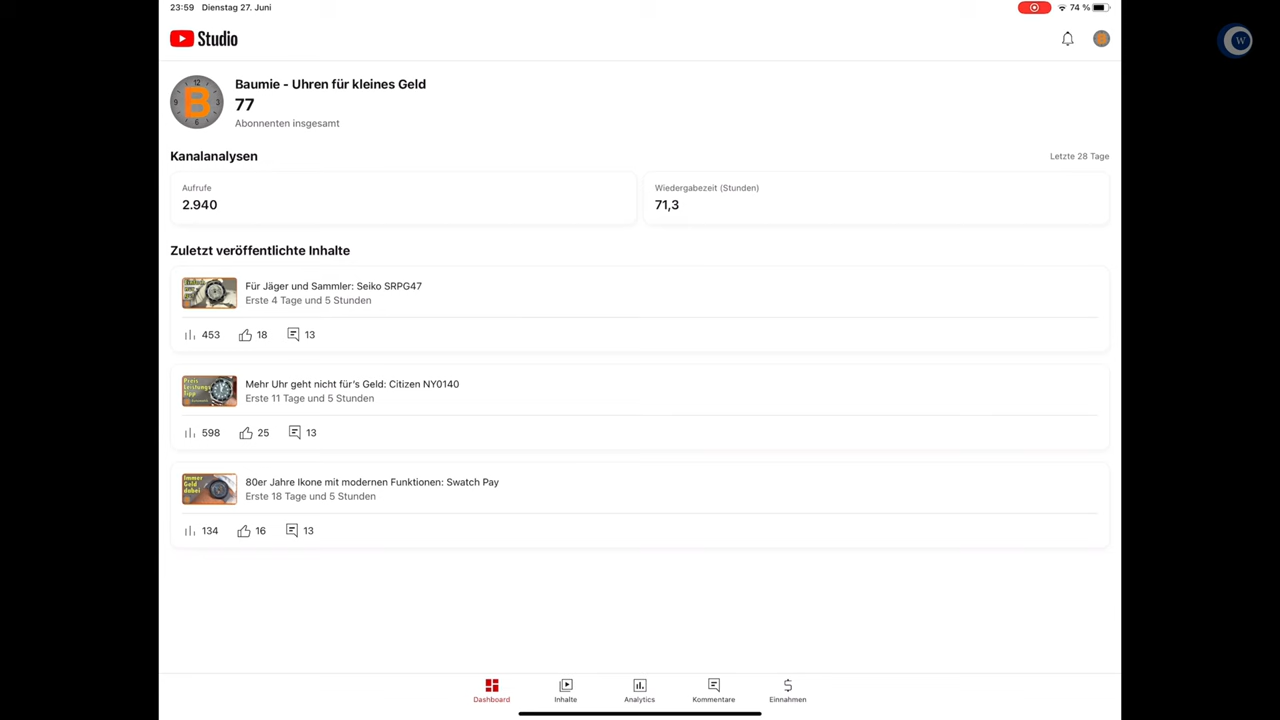 23:59 Dienstag 27. Juni
74 %
Studio
W
Baumie - Uhren für kleines Geld
77
Abonnenten insgesamt
Kanalanalysen
Letzte 28 Tage
Aufrufe
2.940
Wiedergabezeit (Stunden)
71,3
Zuletzt veröffentlichte Inhalte
Für Jäger und Sammler: Seiko SRPG47
Erste 4 Tage und 5 Stunden
453 18 13
Preis
Leistungs
Tipp
Mehr Uhr geht nicht für's Geld: Citizen NY0140
Erste 11 Tage und 5 Stunden
598 25 13
Immer
Geld
dabei
80er Jahre Ikone mit modernen Funktionen: Swatch Pay
Erste 18 Tage und 5 Stunden
134 16 13
Dashboard Inhalte Analytics Kommentare Einnahmen